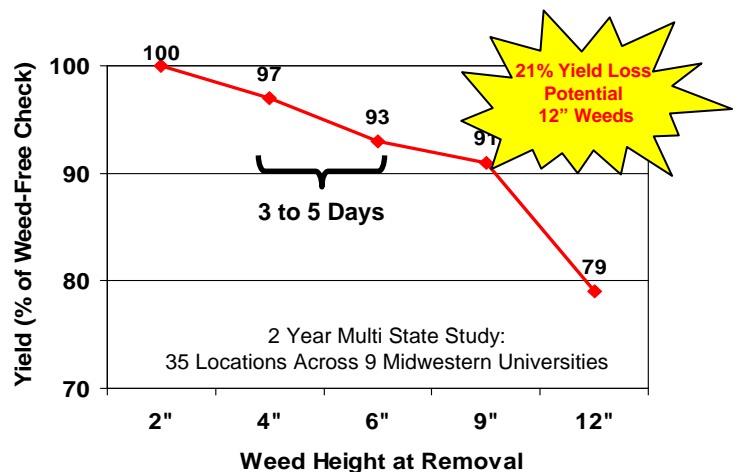 21% Yield Loss
Potential
12” Weeds
Yield (% of Weed-Free Check)
100
90
80
70
100
97
93
91
79
3 to 5 Days
2 Year Multi State Study:
35 Locations Across 9 Midwestern Universities
2"
4"
6"
9"
12"
Weed Height at Removal